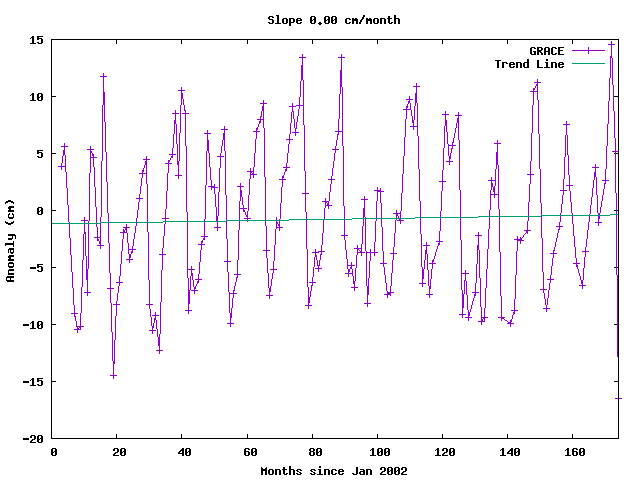 Slope 0.00 cm/month
GRACE
Trend Line
15
10
5
0
-5
-10
-15
-20
Anomaly (cm)
0 20 40 60 80 100 120 140 160
Months since Jan 2002